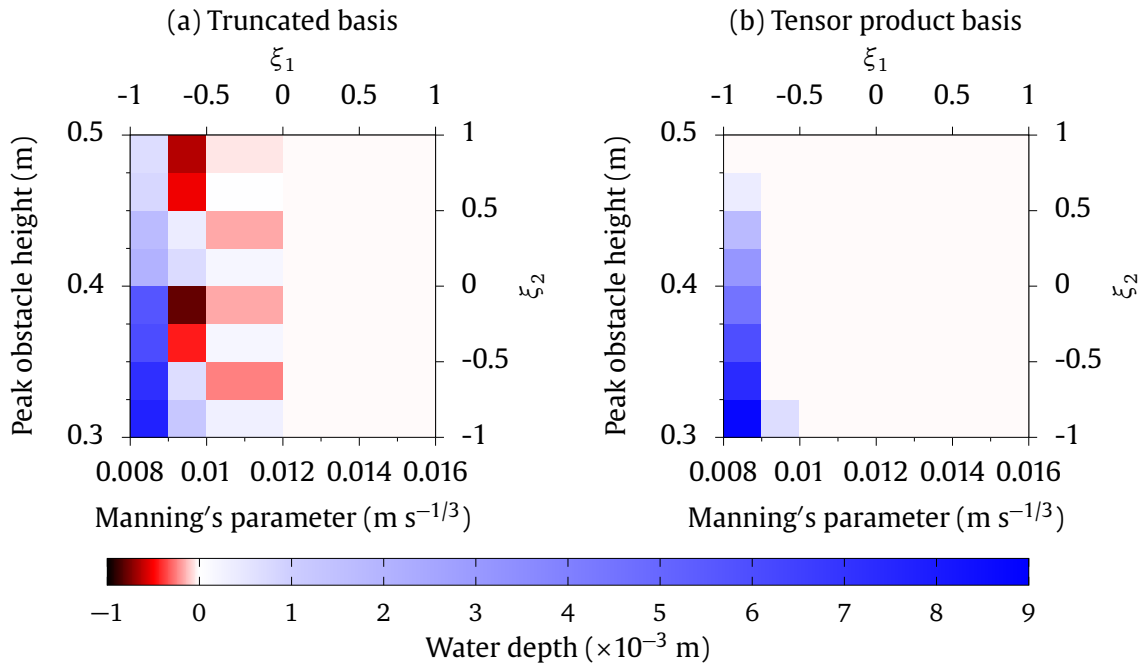 (a) Truncated basis
ξ1
-1 -0.5 0 0.5 1
Peak obstacle height (m)
0.5
0.4
0.3
1
0.5
0
-0.5
-1
ξ2
0.008 0.01 0.012 0.014 0.016
Manning's parameter (m s−1/3)
(b) Tensor product basis
ξ1
-1 -0.5 0 0.5 1
Peak obstacle height (m)
0.5
0.4
0.3
1
0.5
0
-0.5
-1
ξ2
0.008 0.01 0.012 0.014 0.016
Manning's parameter (m s−1/3)
−1 0 1 2 3 4 5 6 7 8 9
Water depth (×10−3 m)